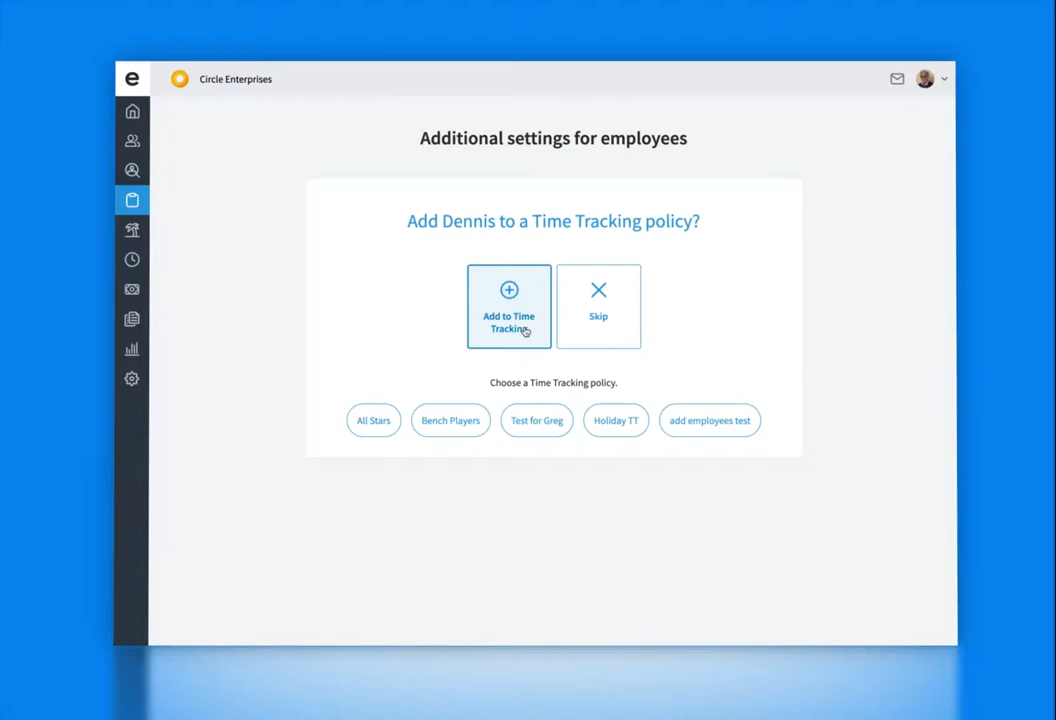 e
Circle Enterprises
Additional settings for employees
Add Dennis to a Time Tracking policy?
Add to Time
Tracking
Skip
Choose a Time Tracking policy.
All Stars
Bench Players
Test for Greg
Holiday TT
add employees test